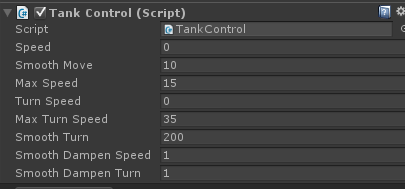 Tank Control (Script)
Script TankControl
Speed 0
Smooth Move 10
Max Speed 15
Turn Speed 0
Max Turn Speed 35
Smooth Turn 200
Smooth Dampen Speed 1
Smooth Dampen Turn 1